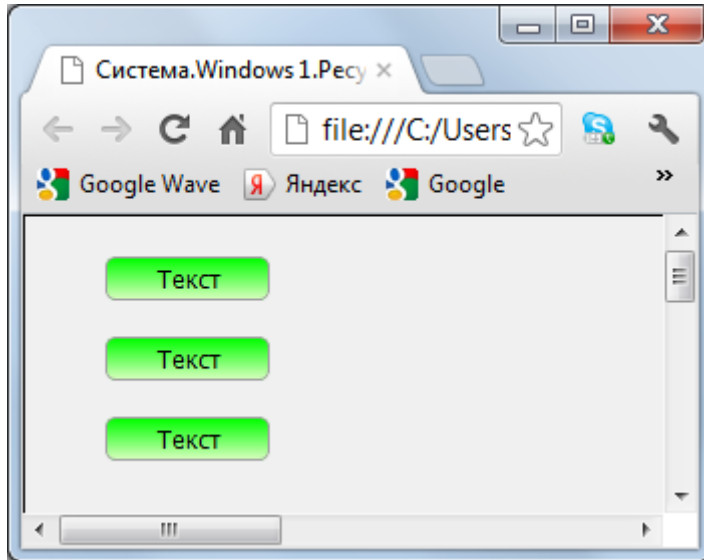 Система.Windows 1.Ресу
file:///C:/Users
Google Wave Яндекс Google »
Текст
Текст
Текст